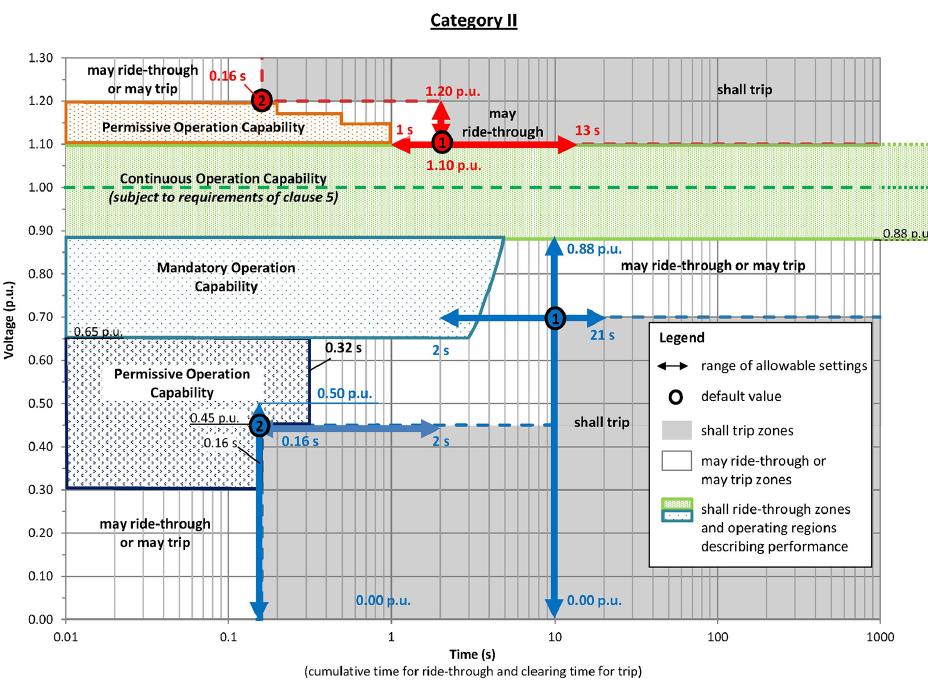 Category II
1.30
1.20
1.10
1.00
0.90
0.80
0.70
0.60
0.50
0.40
0.30
0.20
0.10
0.00
Voltage (p.u.)
may ride-through
or may trip
0.16 s
2
1.20 p.u.
shall trip
Permissive Operation Capability
1 s
may
ride-through
13 s
1
1.10 p.u.
Continuous Operation Capability
(subject to requirements of clause 5)
0.88 p.u
0.88 p.u.
Mandatory Operation
Capability
may ride-through or may trip
1
0.65 p.u.
2 s
21 s
0.32 s
Permissive Operation
Capability
0.50 p.u.
0.45 p.u.
2
0.16 s
0.16 s
2 s
shall trip
may ride-through
or may trip
0.00 p.u.
0.00 p.u.
Legend
range of allowable settings
default value
shall trip zones
may ride-through or
may trip zones
shall ride-through zones
and operating regions
describing performance
0.01
0.1
1
10
100
1000
Time (s)
(cumulative time for ride-through and clearing time for trip)